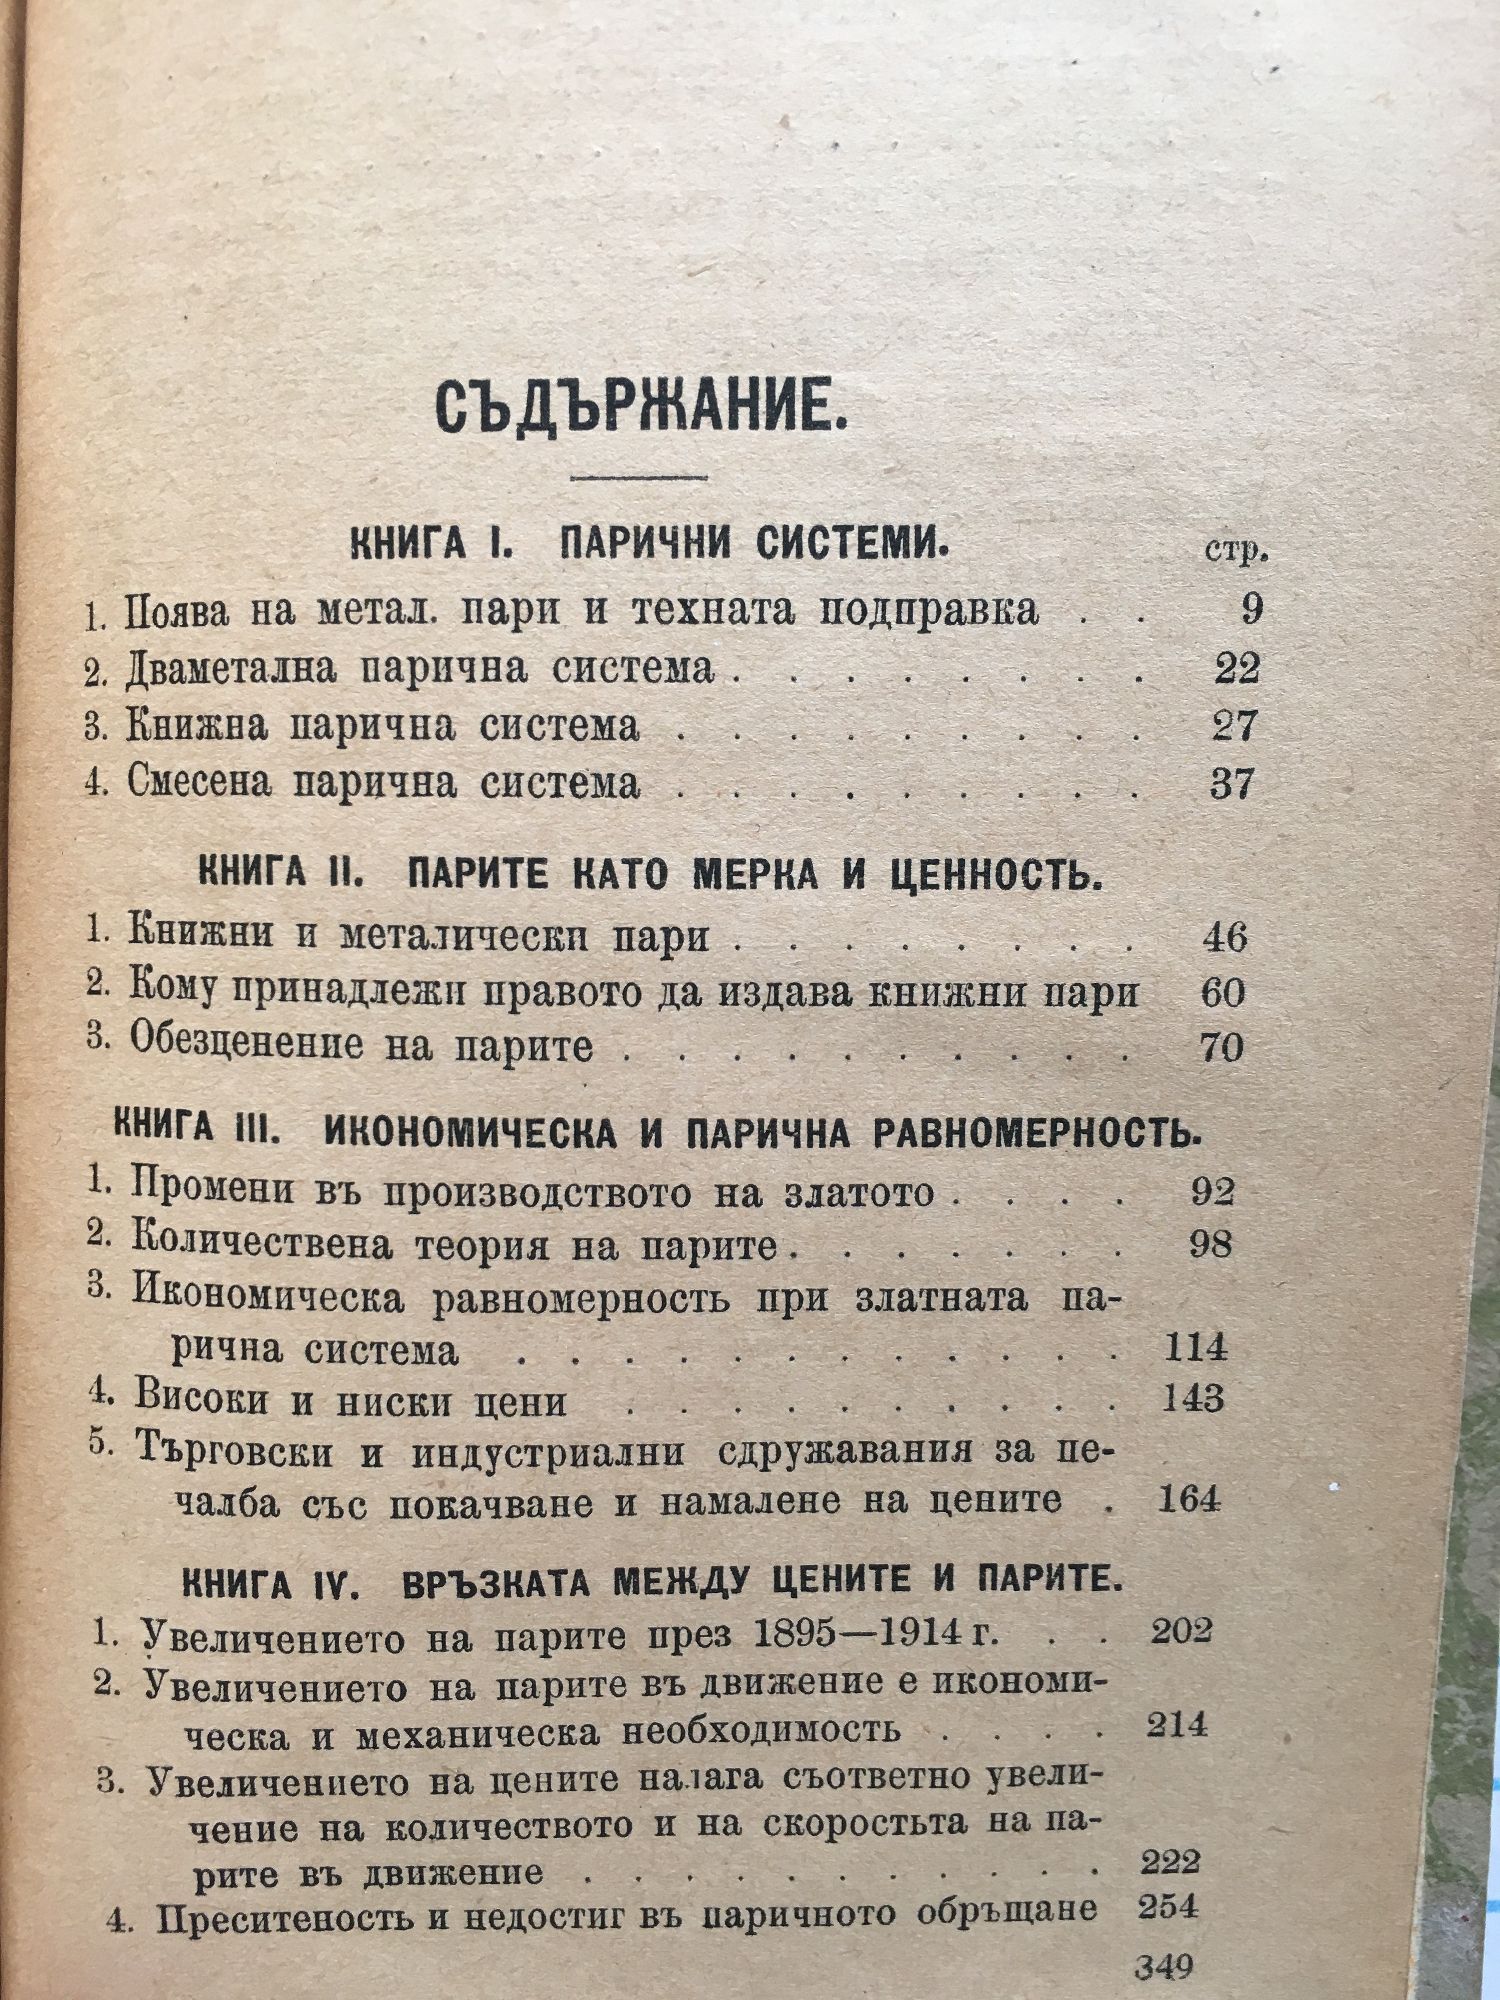 СЪДЪРЖАНИЕ.
КНИГА I. ПАРИЧНИ СИСТЕМИ. стр.
1. Поява на метал. пари и техната подправка . . 9
2. Двaметална парична система . . . . . . . . 22
3. Книжна парична система . . . . . . . . . 27
4. Смесена парична система . . . . . . . . . 37
КНИГА II. ПАРИТЕ КАТО МЕРКА И ЦЕННОСТЬ.
1. Книжни и металически пари . . . . . . . . 46
2. Кому принадлежи правото да издава книжни пари 60
3. Обезценение на парите . . . . . . . . . . 70
КНИГА III. ИКОНОМИЧЕСКА И ПАРИЧНА РАВНОМЕРНОСТЬ.
1. Промени въ производството на златото . . . . 92
2. Количествена теория на парите . . . . . . . 98
3. Икономическа равномерность при златната па-
рична система . . . . . . . . . . . . 114
4. Високи и ниски цени . . . . . . . . . . 143
5. Търговски и индустриални сдружавания за пе-
чалба със покачване и намалене на цените . 164
КНИГА IV. ВРЪЗКАТА МЕЖДУ ЦЕНИТЕ И ПАРИТЕ.
1. Увеличението на парите през 1895—1914 г. . . 202
2. Увеличението на парите въ движение е икономи-
ческа и механическа необходимость . . . . 214
3. Увеличението на цените налага съответно увели-
чение на количеството и на скоростьта на па-
рите въ движение . . . . . . . . . . 222
4. Преситеность и недостиг въ паричното обръщане 254
349